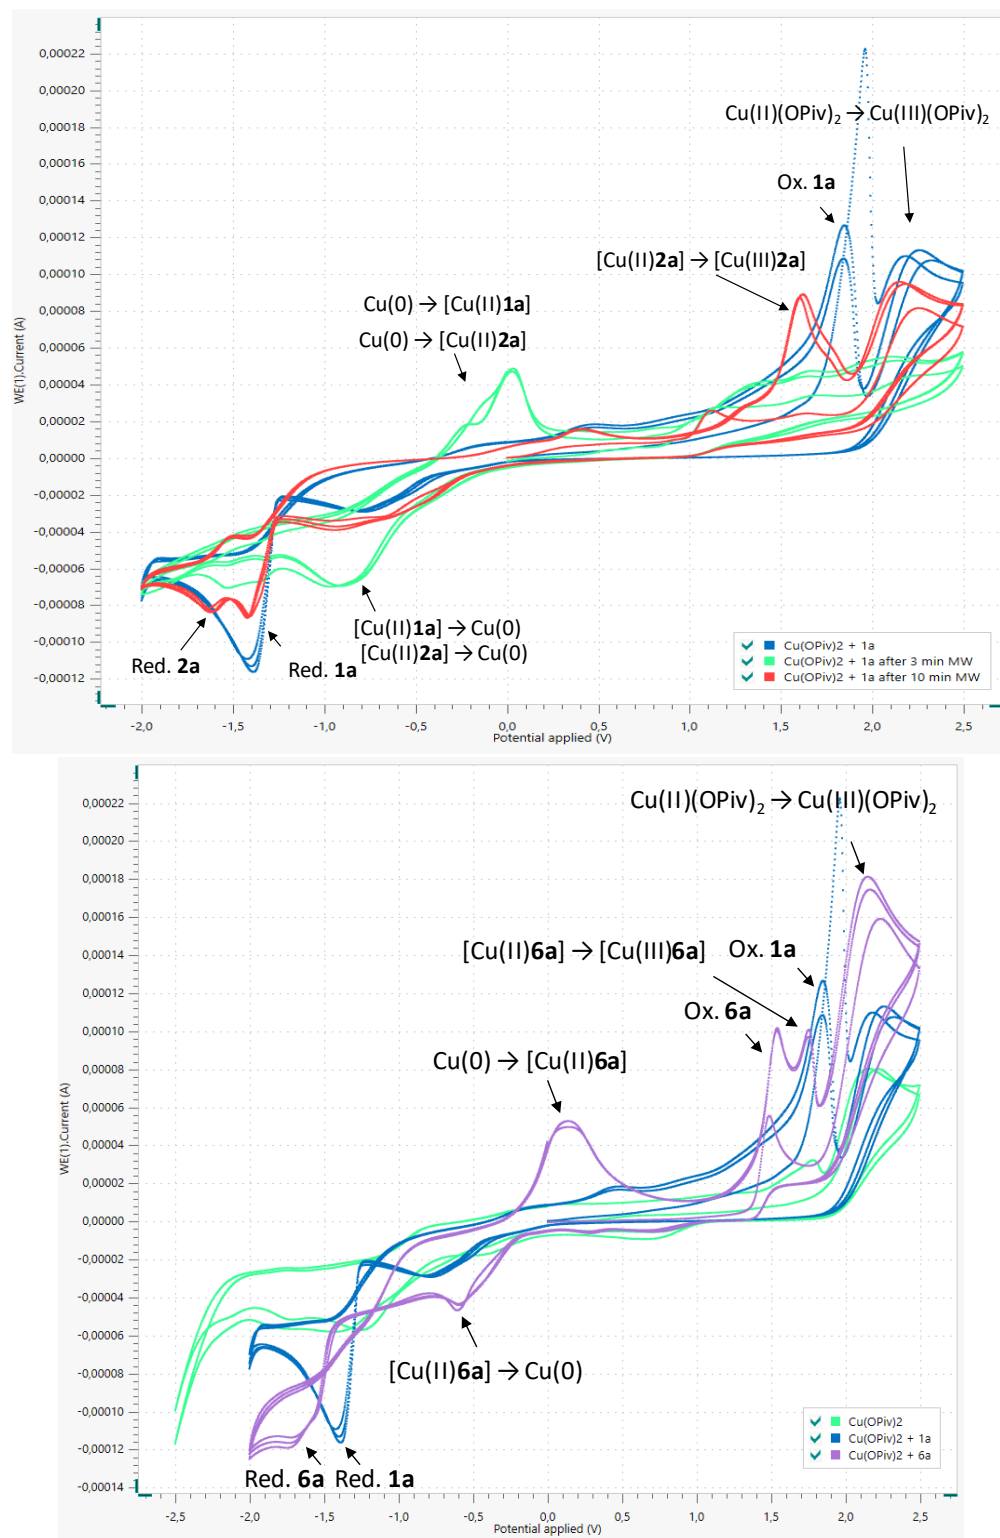 0,00022
0,00020
0,00018
0,00016
0,00014
0,00012
0,00010
0,00008
0,00006
0,00004
0,00002
0,00000
-0,00002
-0,00004
-0,00006
-0,00008
-0,00010
-0,00012
WE(1).Current (A)
Cu(II)(OPiv)₂ → Cu(III)(OPiv)₂
Ox. 1a
[Cu(II)2a] → [Cu(III)2a]
Cu(0) → [Cu(II)1a]
Cu(0) → [Cu(II)2a]
[Cu(II)1a] → Cu(0)
[Cu(II)2a] → Cu(0)
Red. 2a
Red. 1a
Cu(OPiv)2 + 1a
Cu(OPiv)2 + 1a after 3 min MW
Cu(OPiv)2 + 1a after 10 min MW
-2,0 -1,5 -1,0 -0,5 0,0 0,5 1,0 1,5 2,0 2,5
Potential applied (V)
0,00022
0,00020
0,00018
0,00016
0,00014
0,00012
0,00010
0,00008
0,00006
0,00004
0,00002
0,00000
-0,00002
-0,00004
-0,00006
-0,00008
-0,00010
-0,00012
-0,00014
WE(1).Current (A)
Cu(II)(OPiv)₂ → Cu(III)(OPiv)₂
[Cu(II)6a] → [Cu(III)6a]
Ox. 1a
Ox. 6a
Cu(0) → [Cu(II)6a]
[Cu(II)6a] → Cu(0)
Red. 6a
Red. 1a
Cu(OPiv)2
Cu(OPiv)2 + 1a
Cu(OPiv)2 + 6a
-2,5 -2,0 -1,5 -1,0 -0,5 0,0 0,5 1,0 1,5 2,0 2,5
Potential applied (V)